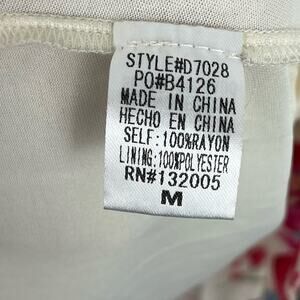 STYLE#D7028
PO#B4126
MADE IN CHINA
HECHO EN CHINA
SELF:100%RAYON
LINING:100%POLYESTER
RN#132005
M